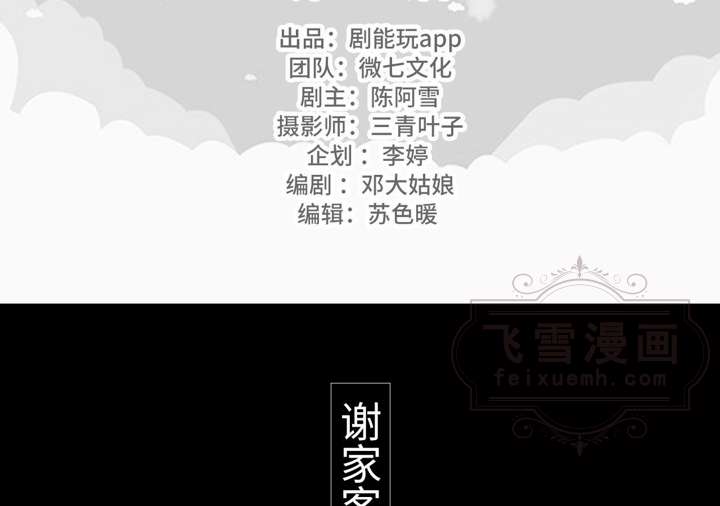 出品：剧能玩app
团队：微七文化
剧主：陈阿雪
摄影师：三青叶子
企划：李婷
编剧：邓大姑娘
编辑：苏色暖
飞雪漫画
feixuemh.com
谢家客